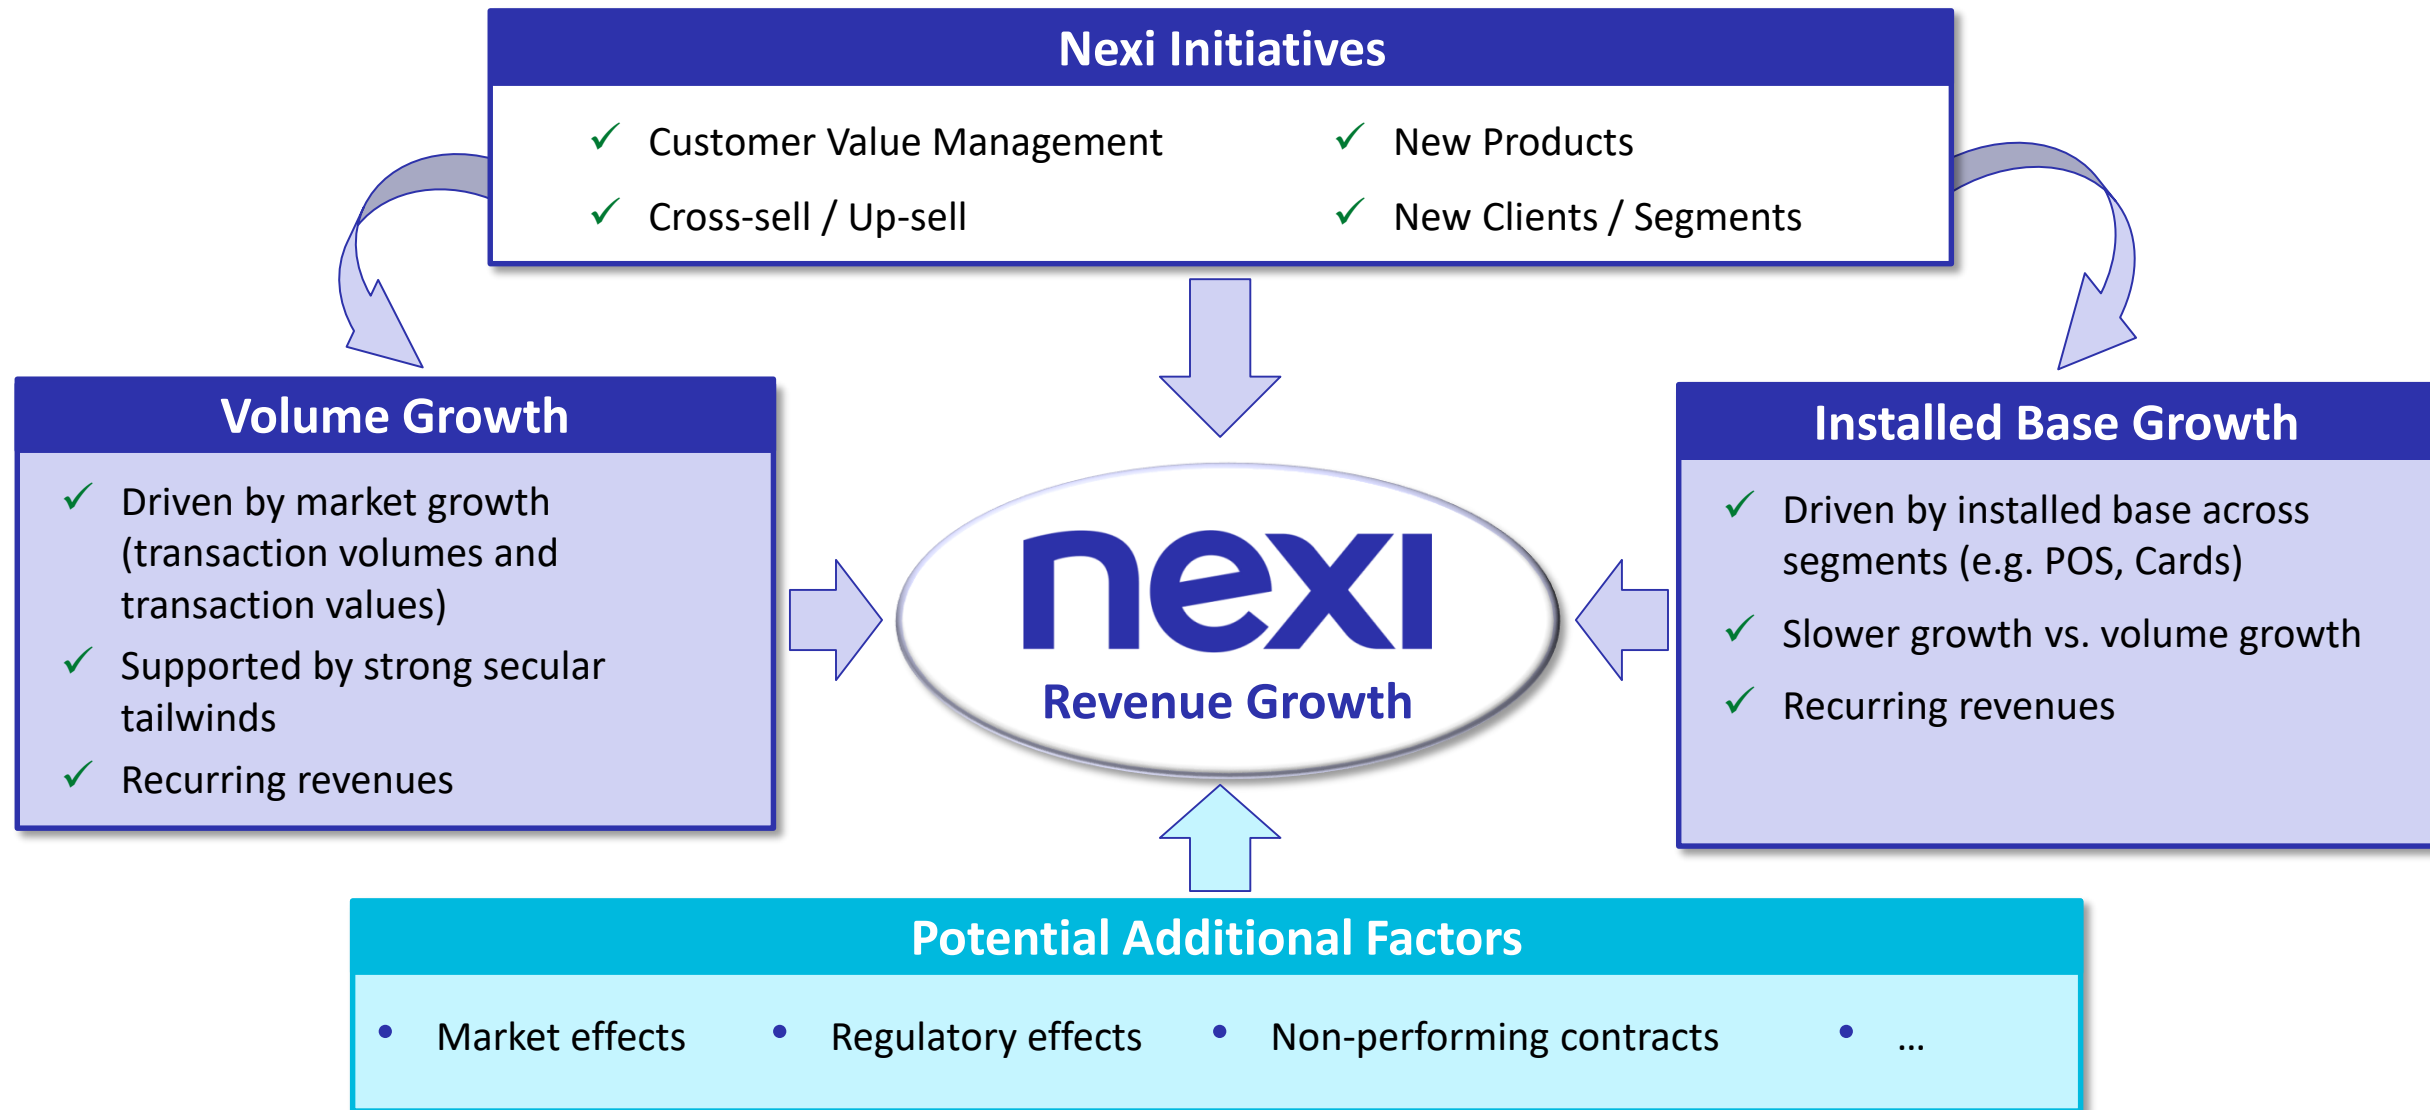 Nexi Initiatives
Customer Value Management
New Products
Cross-sell / Up-sell
New Clients / Segments
Volume Growth
Driven by market growth
(transaction volumes and
transaction values)
Supported by strong secular
tailwinds
Recurring revenues
nexi
Revenue Growth
Installed Base Growth
Driven by installed base across
segments (e.g. POS, Cards)
Slower growth vs. volume growth
Recurring revenues
Potential Additional Factors
• Market effects • Regulatory effects • Non-performing contracts • ...